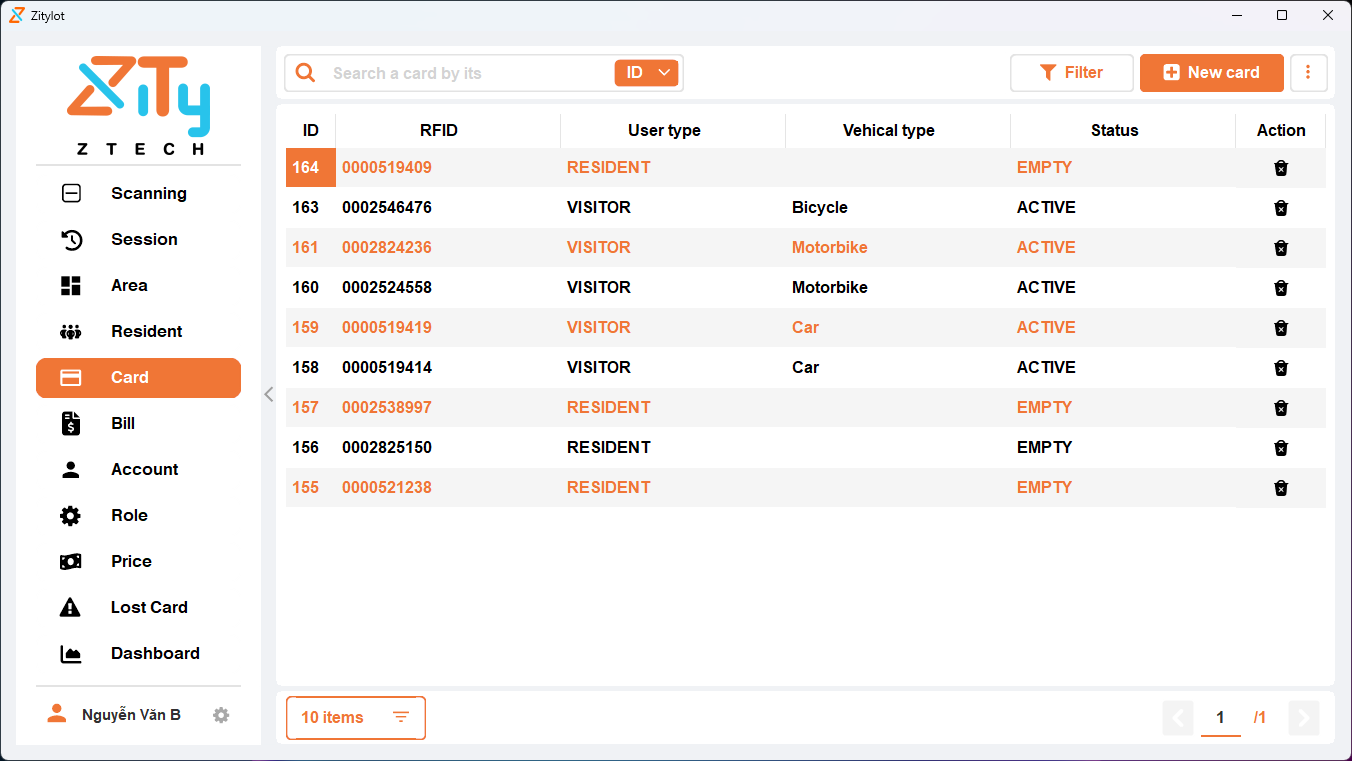 Zitylot
ZiTy
Z T E C H
Scanning
Session
Area
Resident
Card
Bill
Account
Role
Price
Lost Card
Dashboard
Nguyễn Văn B
Search a card by its ID Filter New card
ID RFID User type Vehical type Status Action
164 0000519409 RESIDENT EMPTY
163 0002546476 VISITOR Bicycle ACTIVE
161 0002824236 VISITOR Motorbike ACTIVE
160 0002524558 VISITOR Motorbike ACTIVE
159 0000519419 VISITOR Car ACTIVE
158 0000519414 VISITOR Car ACTIVE
157 0002538997 RESIDENT EMPTY
156 0002825150 RESIDENT EMPTY
155 0000521238 RESIDENT EMPTY
10 items 1 /1